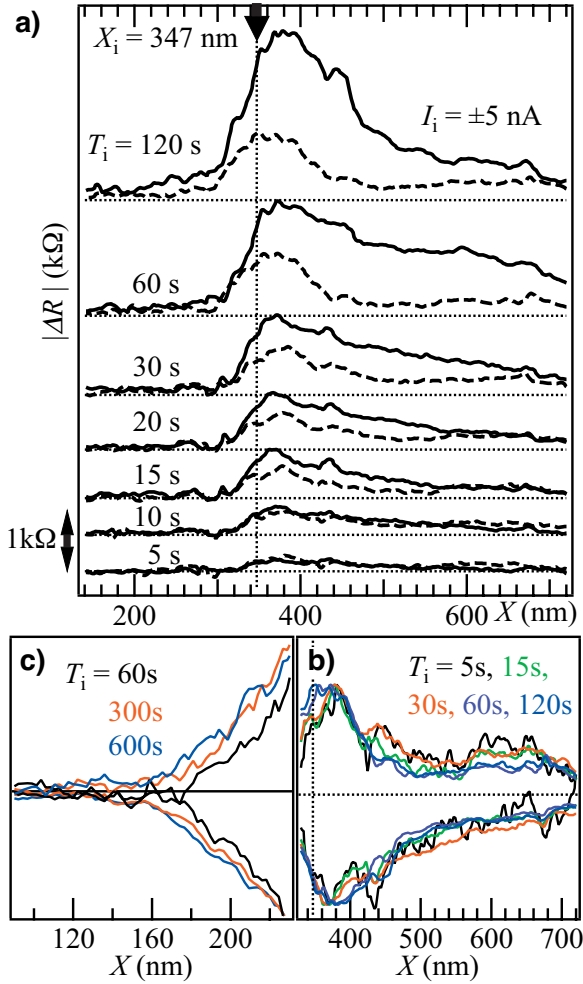 a)
X_i = 347 nm
I_i = ±5 nA
T_i = 120 s
|ΔR| (kΩ)
60 s
30 s
20 s
15 s
10 s
1kΩ
5 s
200 400 600
X (nm)
c)
T_i = 60s
300s
600s
120 160 200
X (nm)
b)
T_i = 5s, 15s,
30s, 60s, 120s
400 500 600 700
X (nm)